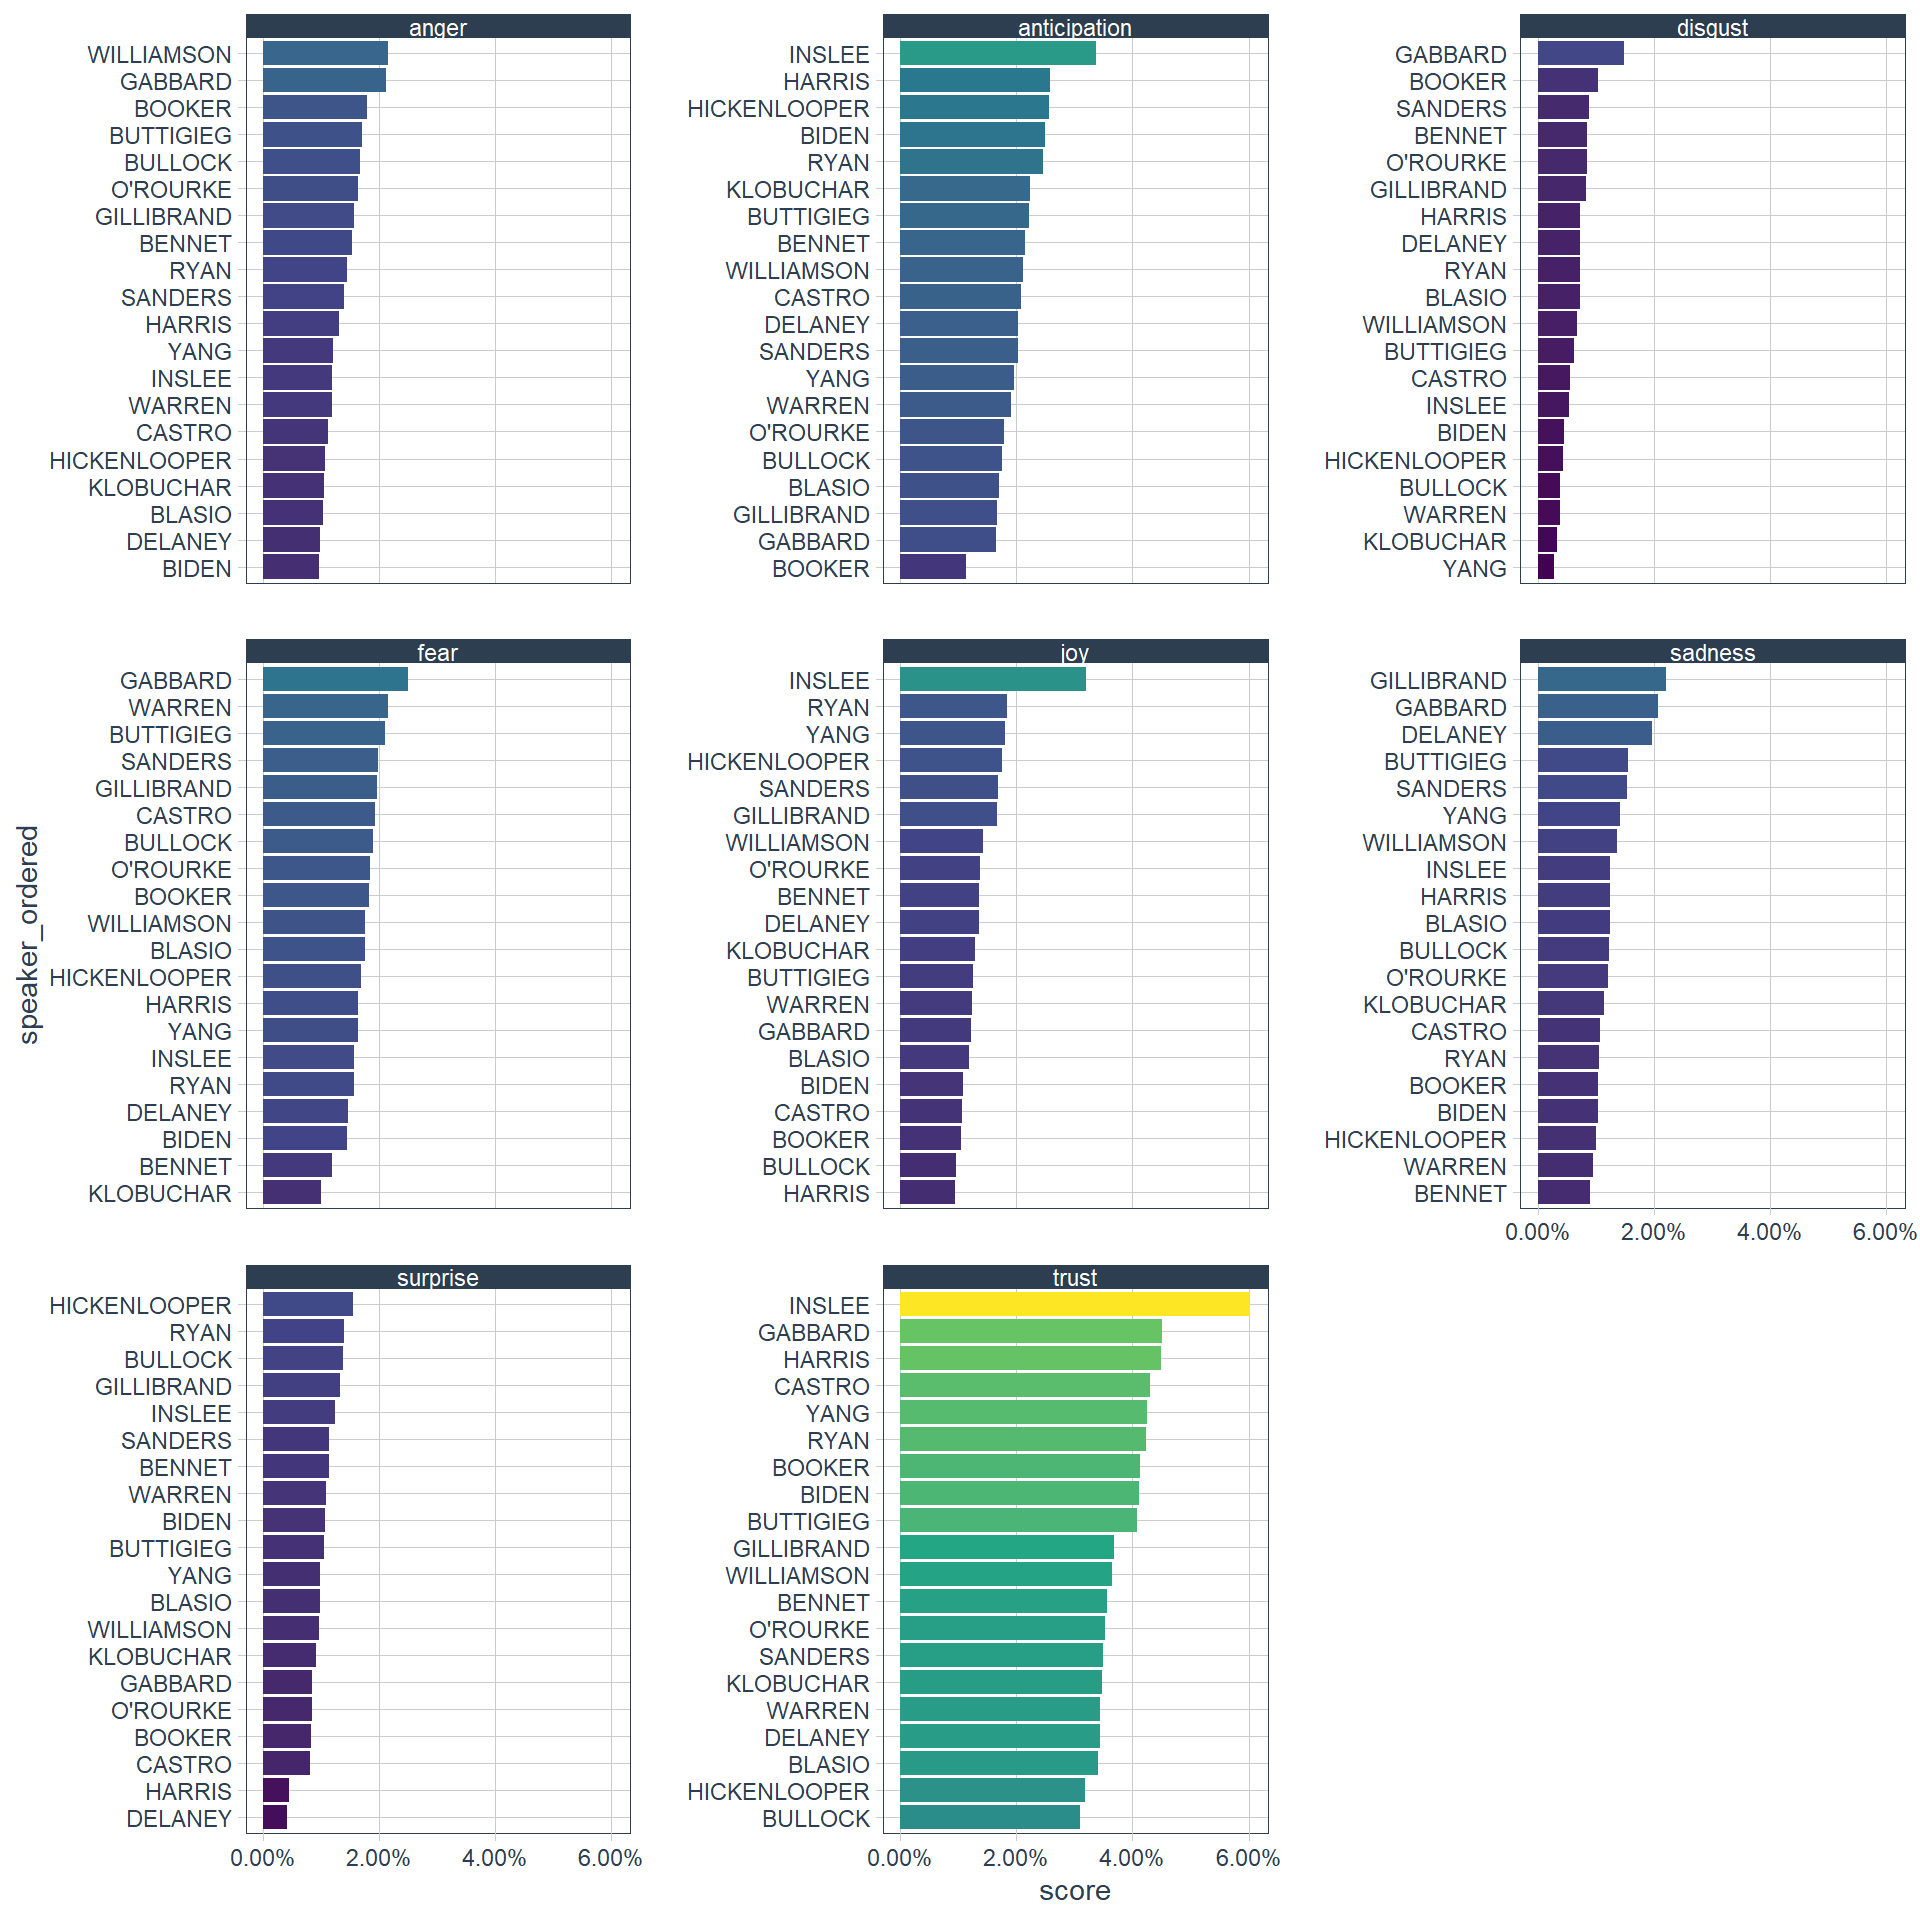 anger
WILLIAMSON
GABBARD
BOOKER
BUTTIGIEG
BULLOCK
O'ROURKE
GILLIBRAND
BENNET
RYAN
SANDERS
HARRIS
YANG
INSLEE
WARREN
CASTRO
HICKENLOOPER
KLOBUCHAR
BLASIO
DELANEY
BIDEN
anticipation
INSLEE
HARRIS
HICKENLOOPER
BIDEN
RYAN
KLOBUCHAR
BUTTIGIEG
BENNET
WILLIAMSON
CASTRO
DELANEY
SANDERS
YANG
WARREN
O'ROURKE
BULLOCK
BLASIO
GILLIBRAND
GABBARD
BOOKER
disgust
GABBARD
BOOKER
SANDERS
BENNET
O'ROURKE
GILLIBRAND
HARRIS
DELANEY
RYAN
BLASIO
WILLIAMSON
BUTTIGIEG
CASTRO
INSLEE
BIDEN
HICKENLOOPER
BULLOCK
WARREN
KLOBUCHAR
YANG
speaker_ordered
fear
GABBARD
WARREN
BUTTIGIEG
SANDERS
GILLIBRAND
CASTRO
BULLOCK
O'ROURKE
BOOKER
WILLIAMSON
BLASIO
HICKENLOOPER
HARRIS
YANG
INSLEE
RYAN
DELANEY
BIDEN
BENNET
KLOBUCHAR
joy
INSLEE
RYAN
YANG
HICKENLOOPER
SANDERS
GILLIBRAND
WILLIAMSON
O'ROURKE
BENNET
DELANEY
KLOBUCHAR
BUTTIGIEG
WARREN
GABBARD
BLASIO
BIDEN
CASTRO
BOOKER
BULLOCK
HARRIS
sadness
GILLIBRAND
GABBARD
DELANEY
BUTTIGIEG
SANDERS
YANG
WILLIAMSON
INSLEE
HARRIS
BLASIO
BULLOCK
O'ROURKE
KLOBUCHAR
CASTRO
RYAN
BOOKER
BIDEN
HICKENLOOPER
WARREN
BENNET
0.00% 2.00% 4.00% 6.00%
surprise
HICKENLOOPER
RYAN
BULLOCK
GILLIBRAND
INSLEE
SANDERS
BENNET
WARREN
BIDEN
BUTTIGIEG
YANG
BLASIO
WILLIAMSON
KLOBUCHAR
GABBARD
O'ROURKE
BOOKER
CASTRO
HARRIS
DELANEY
0.00% 2.00% 4.00% 6.00%
trust
INSLEE
GABBARD
HARRIS
CASTRO
YANG
RYAN
BOOKER
BIDEN
BUTTIGIEG
GILLIBRAND
WILLIAMSON
BENNET
O'ROURKE
SANDERS
KLOBUCHAR
WARREN
DELANEY
BLASIO
HICKENLOOPER
BULLOCK
0.00% 2.00% 4.00% 6.00%
score